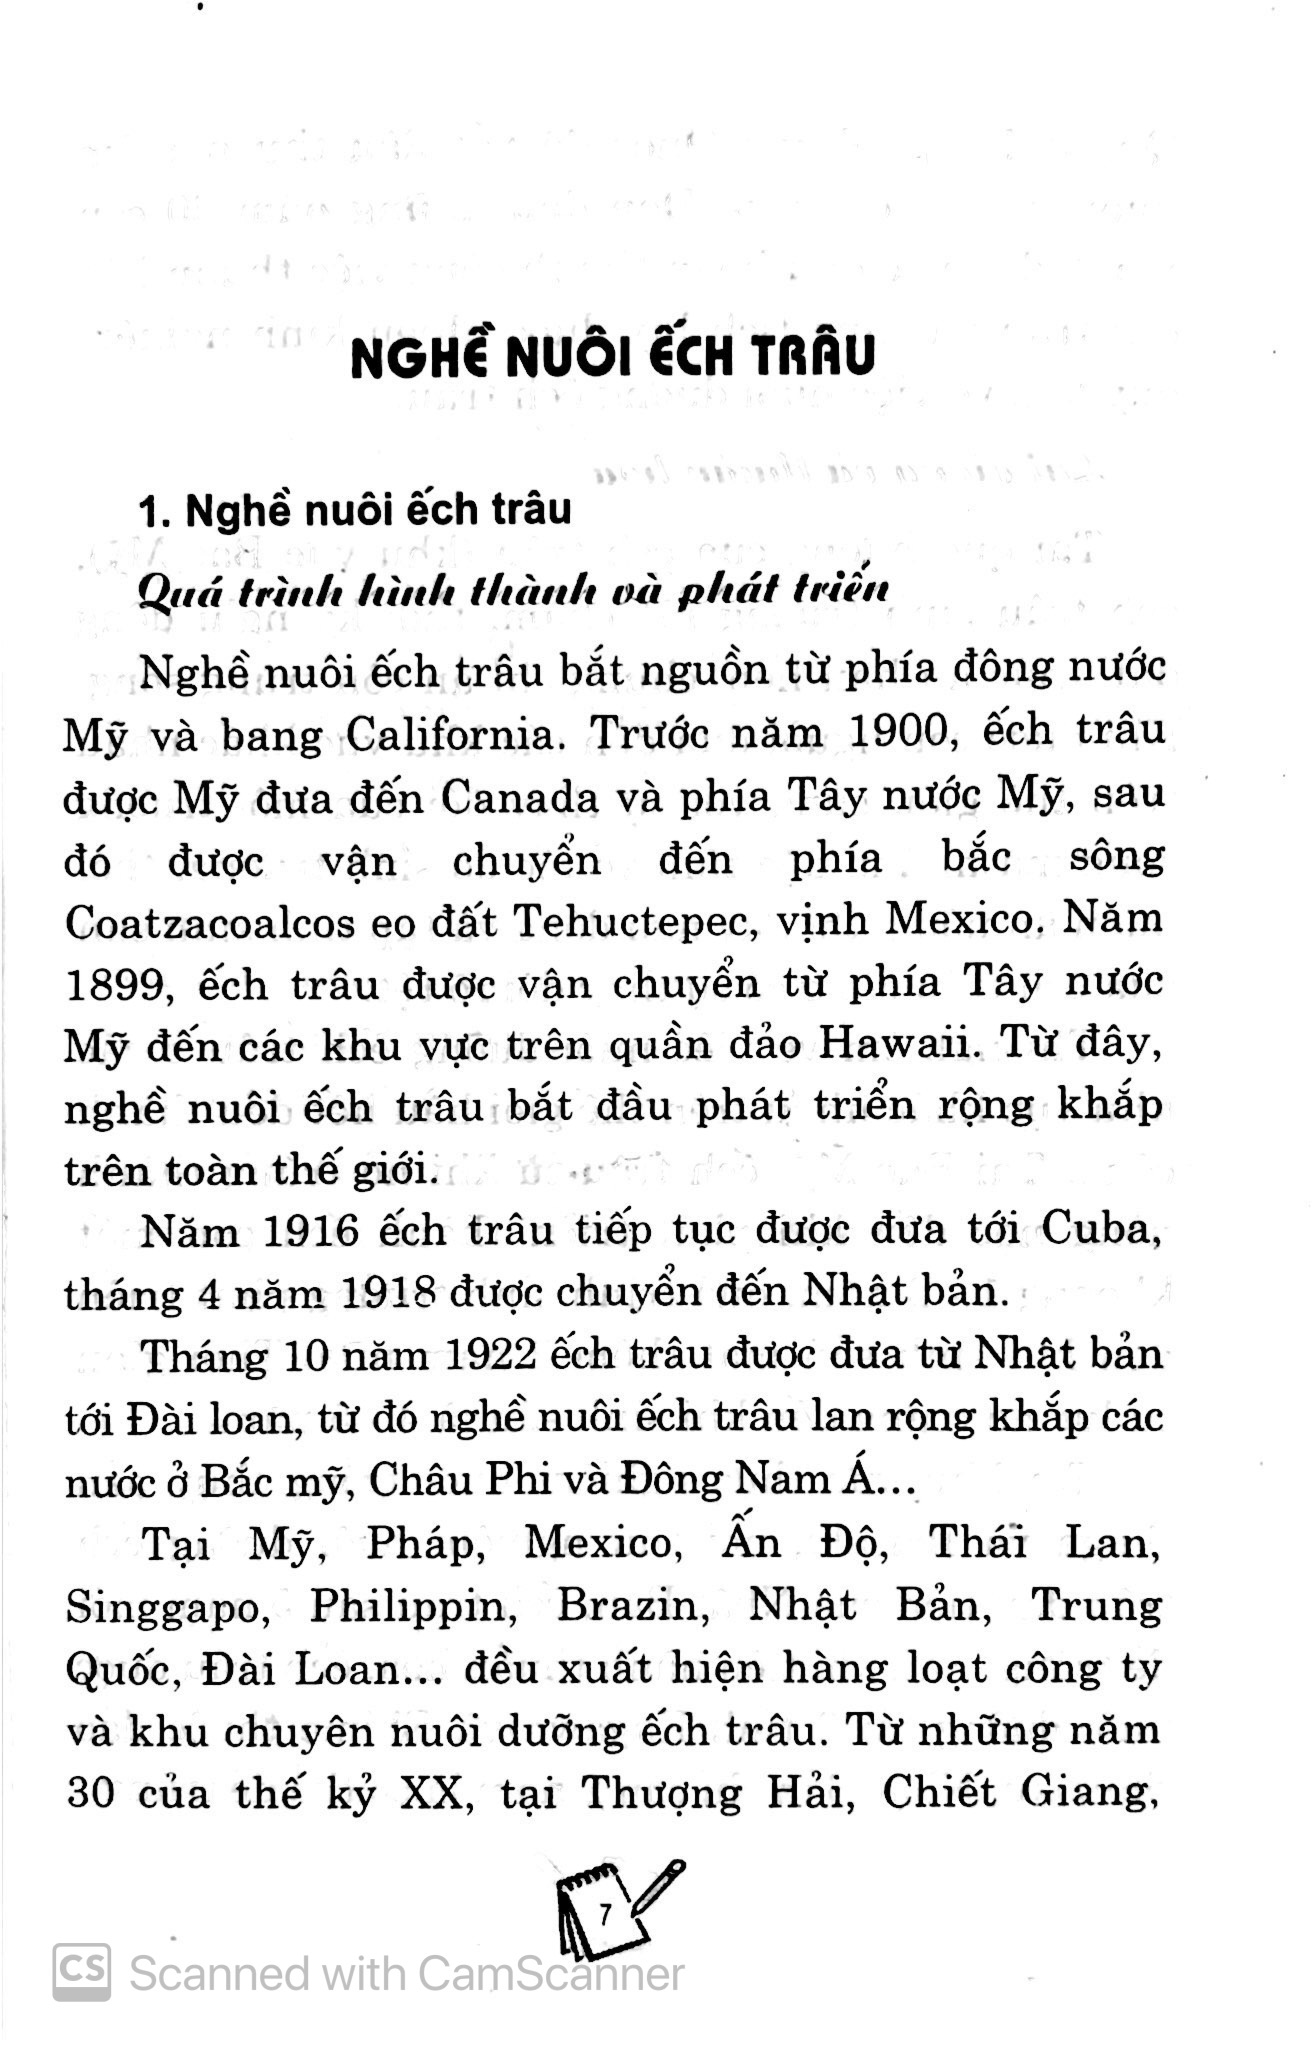 NGHỀ NUÔI ẾCH TRÂU
1. Nghề nuôi ếch trâu
Quá trình hình thành và phát triển
Nghề nuôi ếch trâu bắt nguồn từ phía đông nước
Mỹ và bang California. Trước năm 1900, ếch trâu
được Mỹ đưa đến Canada và phía Tây nước Mỹ, sau
đó được vận chuyển đến phía bắc sông
Coatzacoalcos eo đất Tehuctepec, vịnh Mexico. Năm
1899, ếch trâu được vận chuyển từ phía Tây nước
Mỹ đến các khu vực trên quần đảo Hawaii. Từ đây,
nghề nuôi ếch trâu bắt đầu phát triển rộng khắp
trên toàn thế giới.
Năm 1916 ếch trâu tiếp tục được đưa tới Cuba,
tháng 4 năm 1918 được chuyển đến Nhật bản.
Tháng 10 năm 1922 ếch trâu được đưa từ Nhật bản
tới Đài loan, từ đó nghề nuôi ếch trâu lan rộng khắp các
nước ở Bắc mỹ, Châu Phi và Đông Nam Á...
Tại Mỹ, Pháp, Mexico, Ấn Độ, Thái Lan,
Singgapo, Philippin, Brazin, Nhật Bản, Trung
Quốc, Đài Loan... đều xuất hiện hàng loạt công ty
và khu chuyên nuôi dưỡng ếch trâu. Từ những năm
30 của thế kỷ XX, tại Thượng Hải, Chiết Giang,
7
CS Scanned with CamScanner